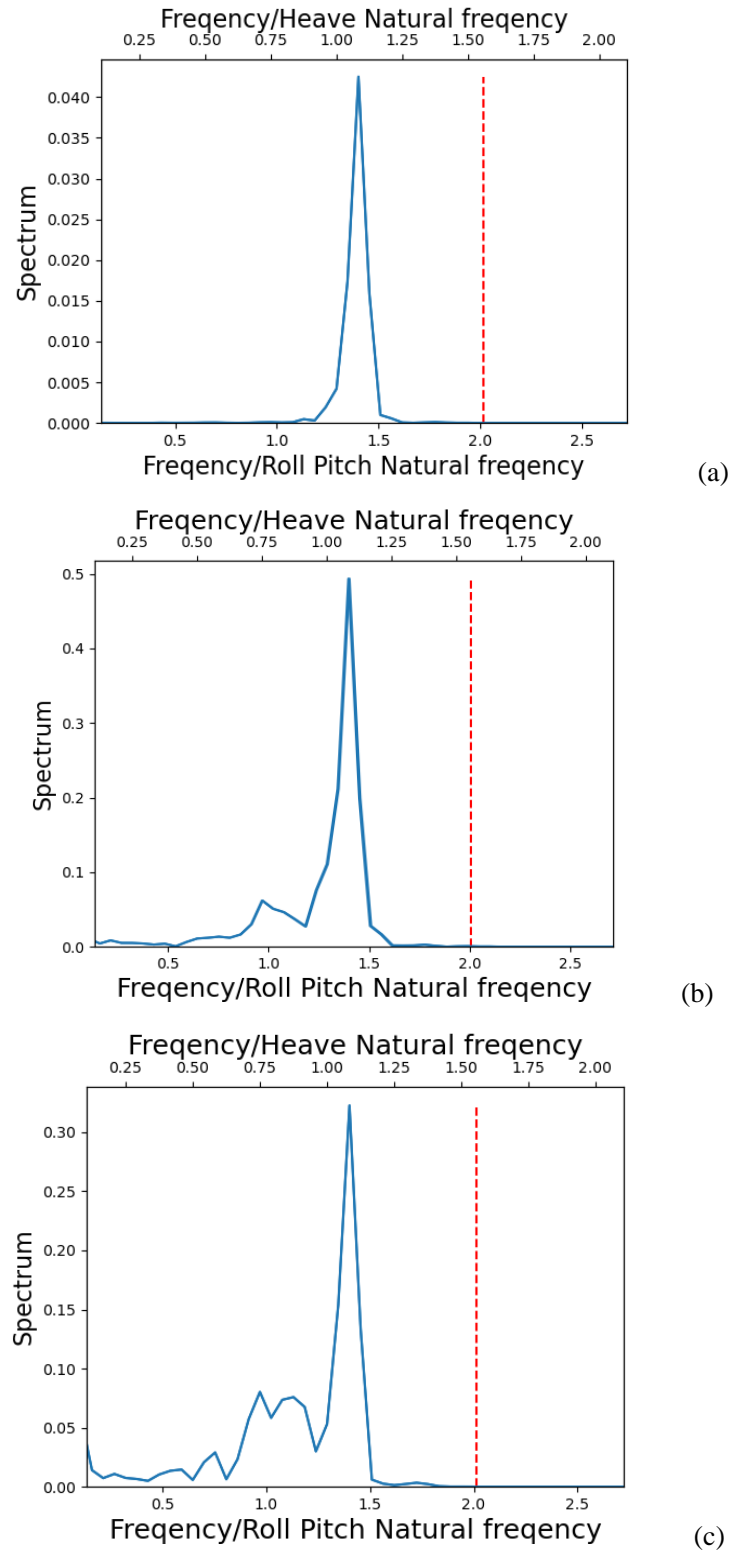 Freqency/Heave Natural freqency
0.25 0.50 0.75 1.00 1.25 1.50 1.75 2.00
0.040
0.035
0.030
0.025
0.020
0.015
0.010
0.005
0.000
Spectrum
0.5 1.0 1.5 2.0 2.5
Freqency/Roll Pitch Natural freqency
(a)
Freqency/Heave Natural freqency
0.25 0.50 0.75 1.00 1.25 1.50 1.75 2.00
0.5
0.4
0.3
0.2
0.1
0.0
Spectrum
0.5 1.0 1.5 2.0 2.5
Freqency/Roll Pitch Natural freqency
(b)
Freqency/Heave Natural freqency
0.25 0.50 0.75 1.00 1.25 1.50 1.75 2.00
0.30
0.25
0.20
0.15
0.10
0.05
0.00
Spectrum
0.5 1.0 1.5 2.0 2.5
Freqency/Roll Pitch Natural freqency
(c)